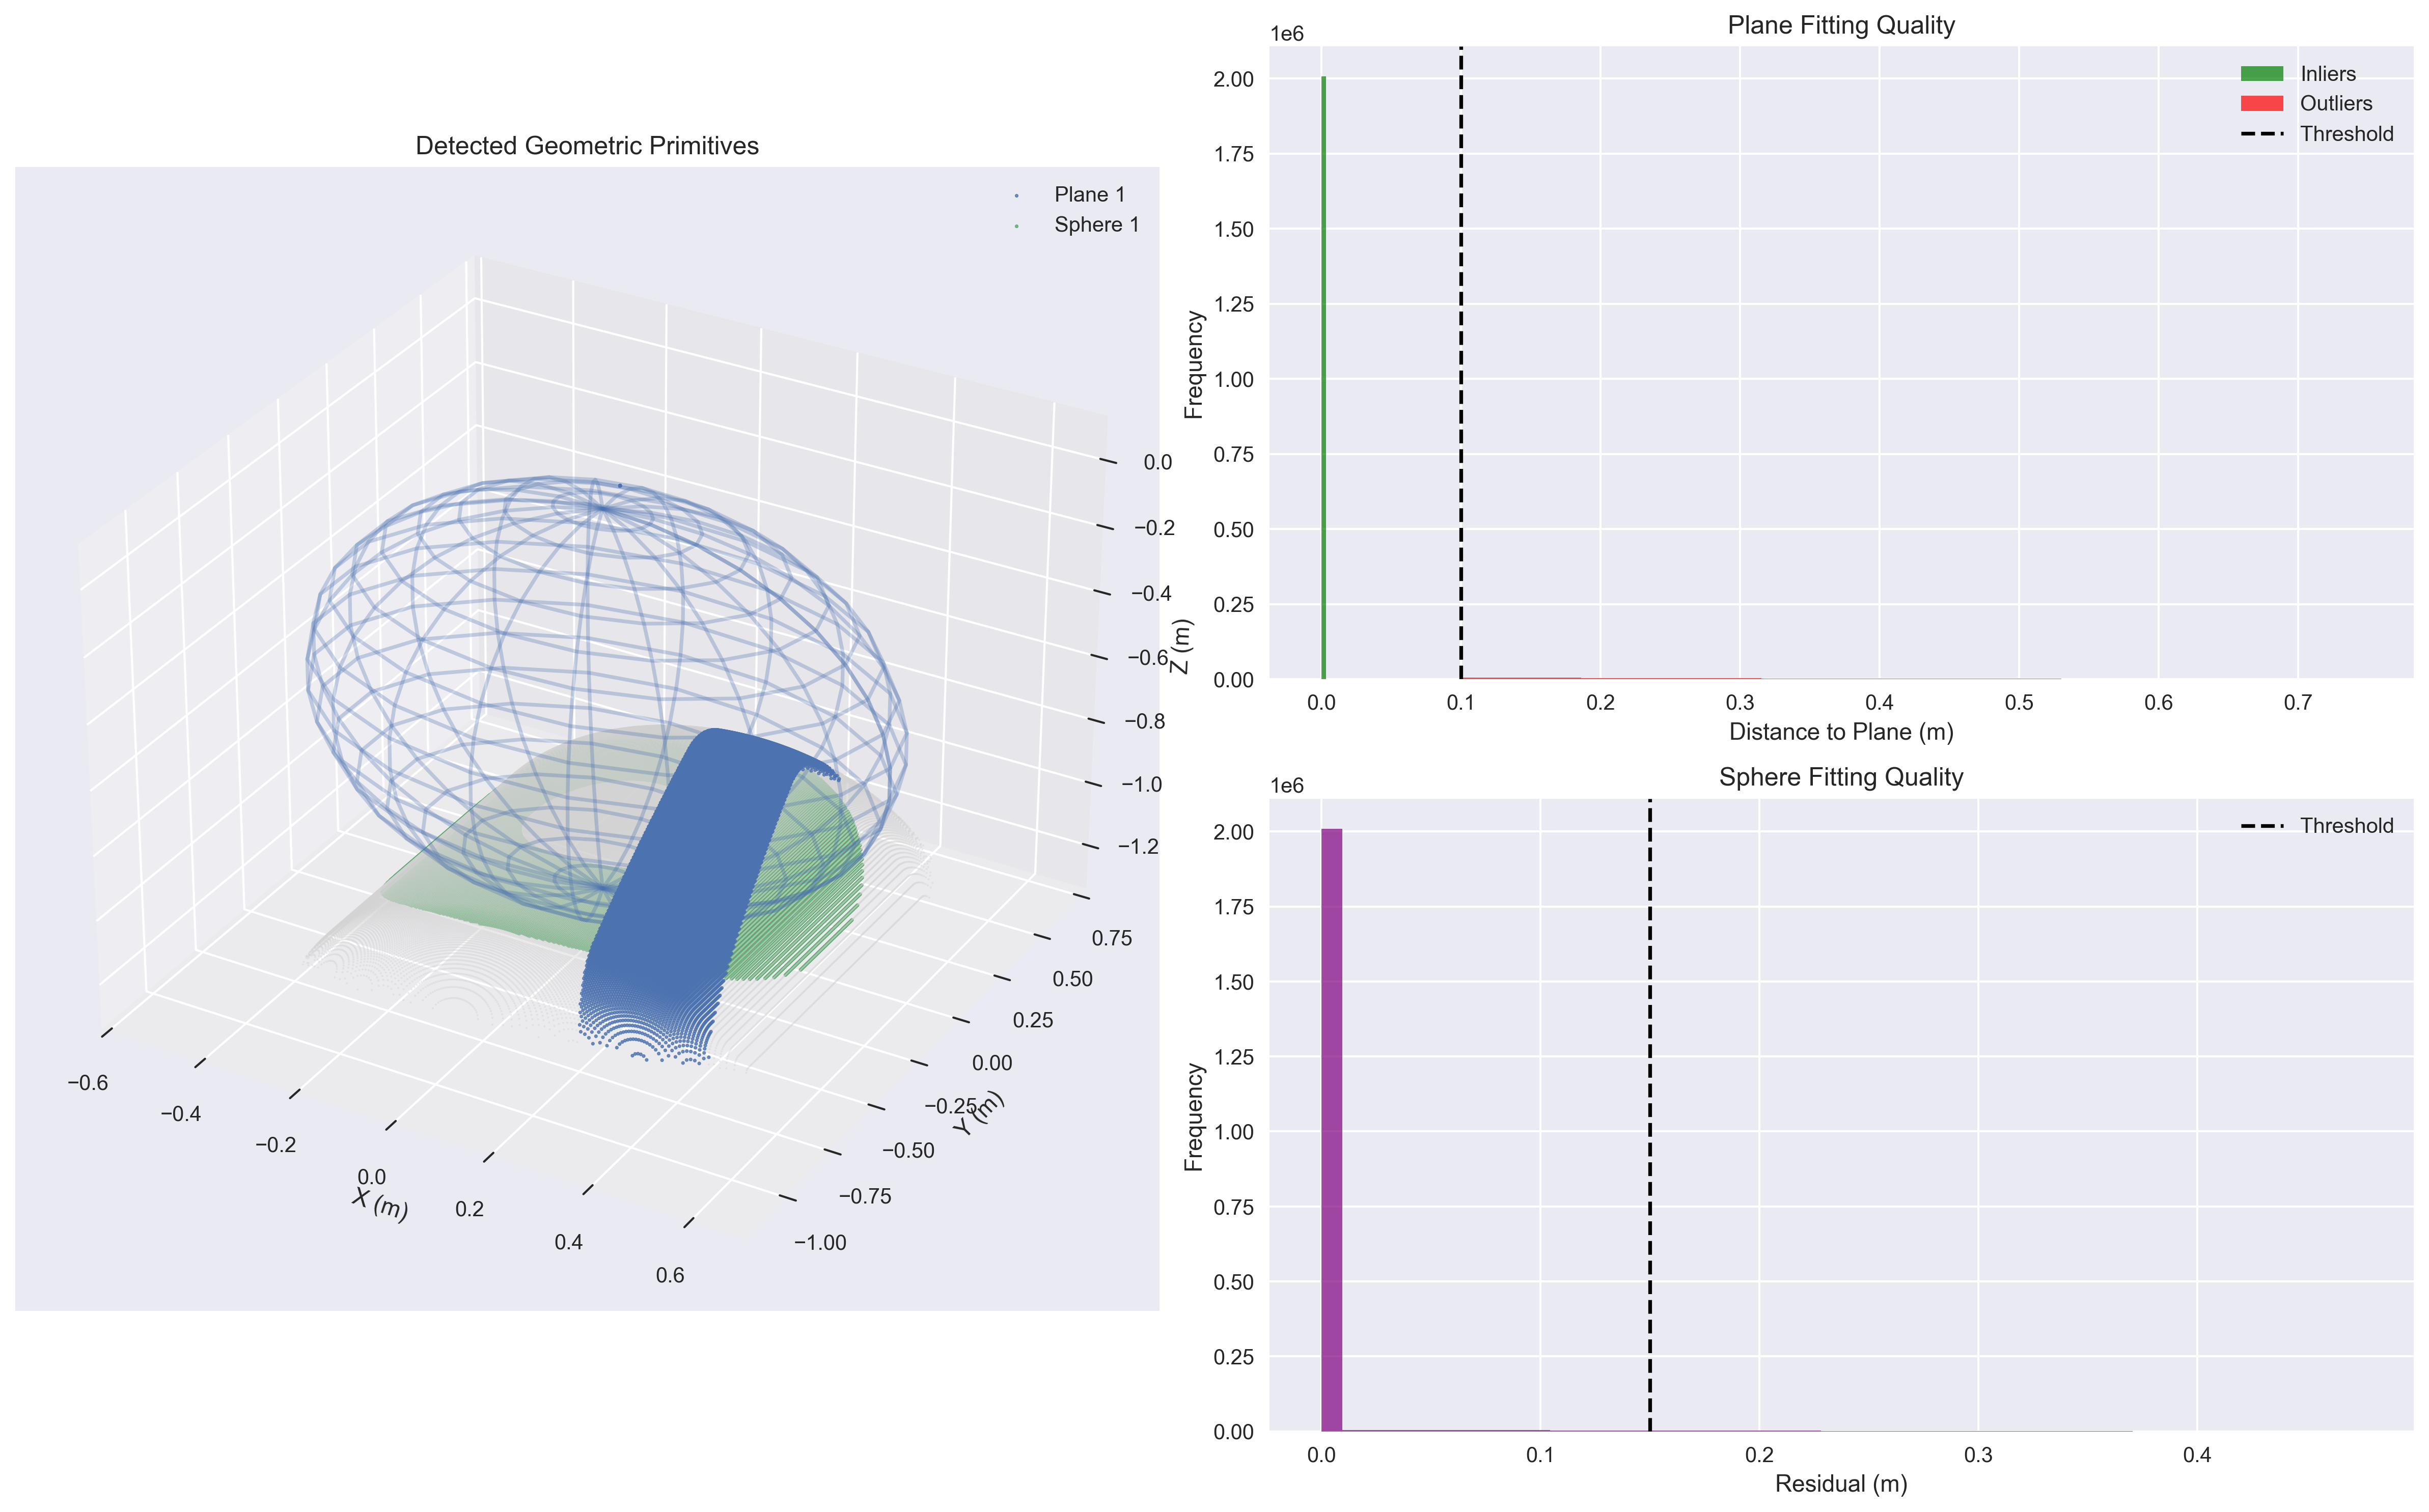 Detected Geometric Primitives
Plane 1
Sphere 1
0.0
−0.2
−0.4
−0.6
−0.8
−1.0
−1.2
Z (m)
0.75
0.50
0.25
0.00
−0.25
−0.50
−0.75
−1.00
Y (m)
−0.6
−0.4
−0.2
0.0
0.2
0.4
0.6
X (m)
Plane Fitting Quality
1e6
2.00
1.75
1.50
1.25
1.00
0.75
0.50
0.25
0.00
Frequency
Inliers
Outliers
Threshold
0.0 0.1 0.2 0.3 0.4 0.5 0.6 0.7
Distance to Plane (m)
Sphere Fitting Quality
1e6
2.00
1.75
1.50
1.25
1.00
0.75
0.50
0.25
0.00
Frequency
Threshold
0.0 0.1 0.2 0.3 0.4
Residual (m)